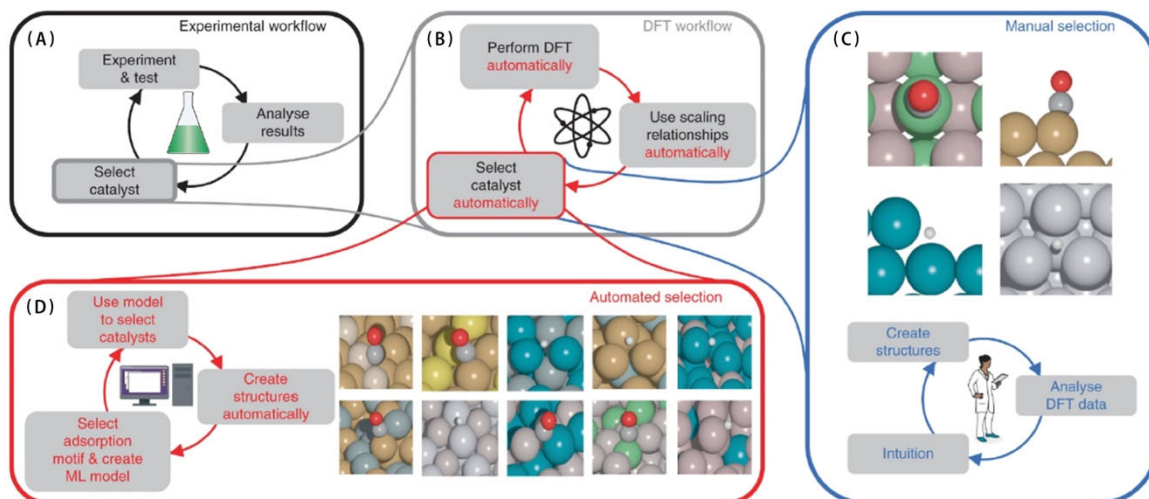 (A)
Experimental workflow
Experiment
& test
Analyse
results
Select
catalyst
(B)
DFT workflow
Perform DFT
automatically
Use scaling
relationships
automatically
Select
catalyst
automatically
(C)
Manual selection
Create
structures
Analyse
DFT data
Intuition
(D)
Automated selection
Use model
to select
catalysts
Create
structures
automatically
Select
adsorption
motif & create
ML model